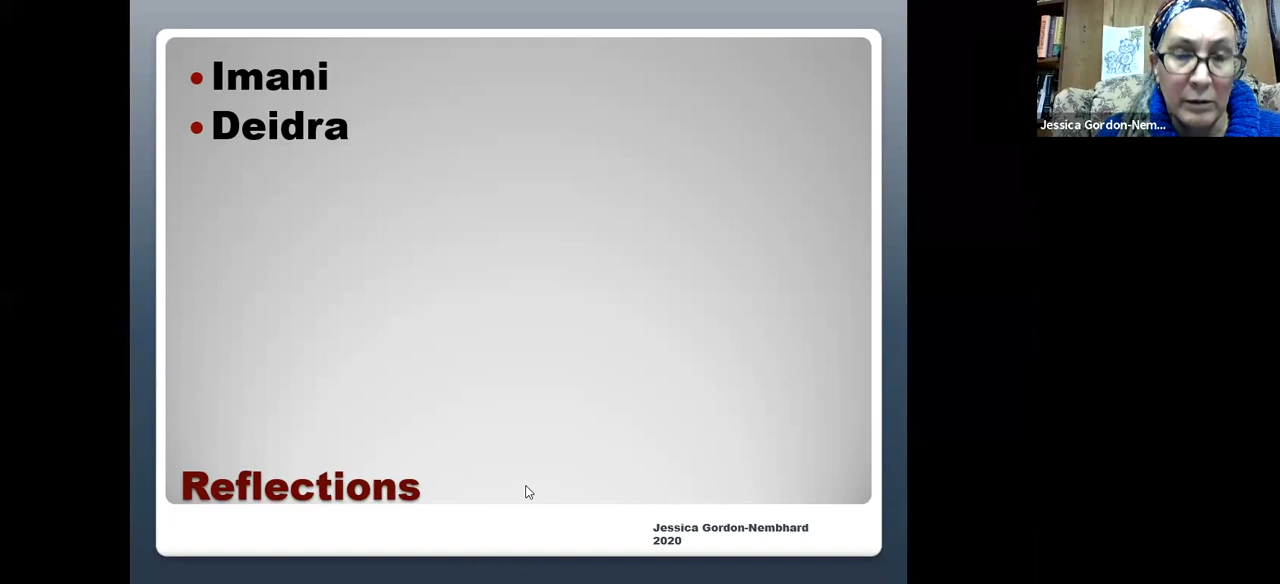 Imani
Deidra
Reflections
Jessica Gordon-Nembhard
2020
Jessica Gordon-Nem...